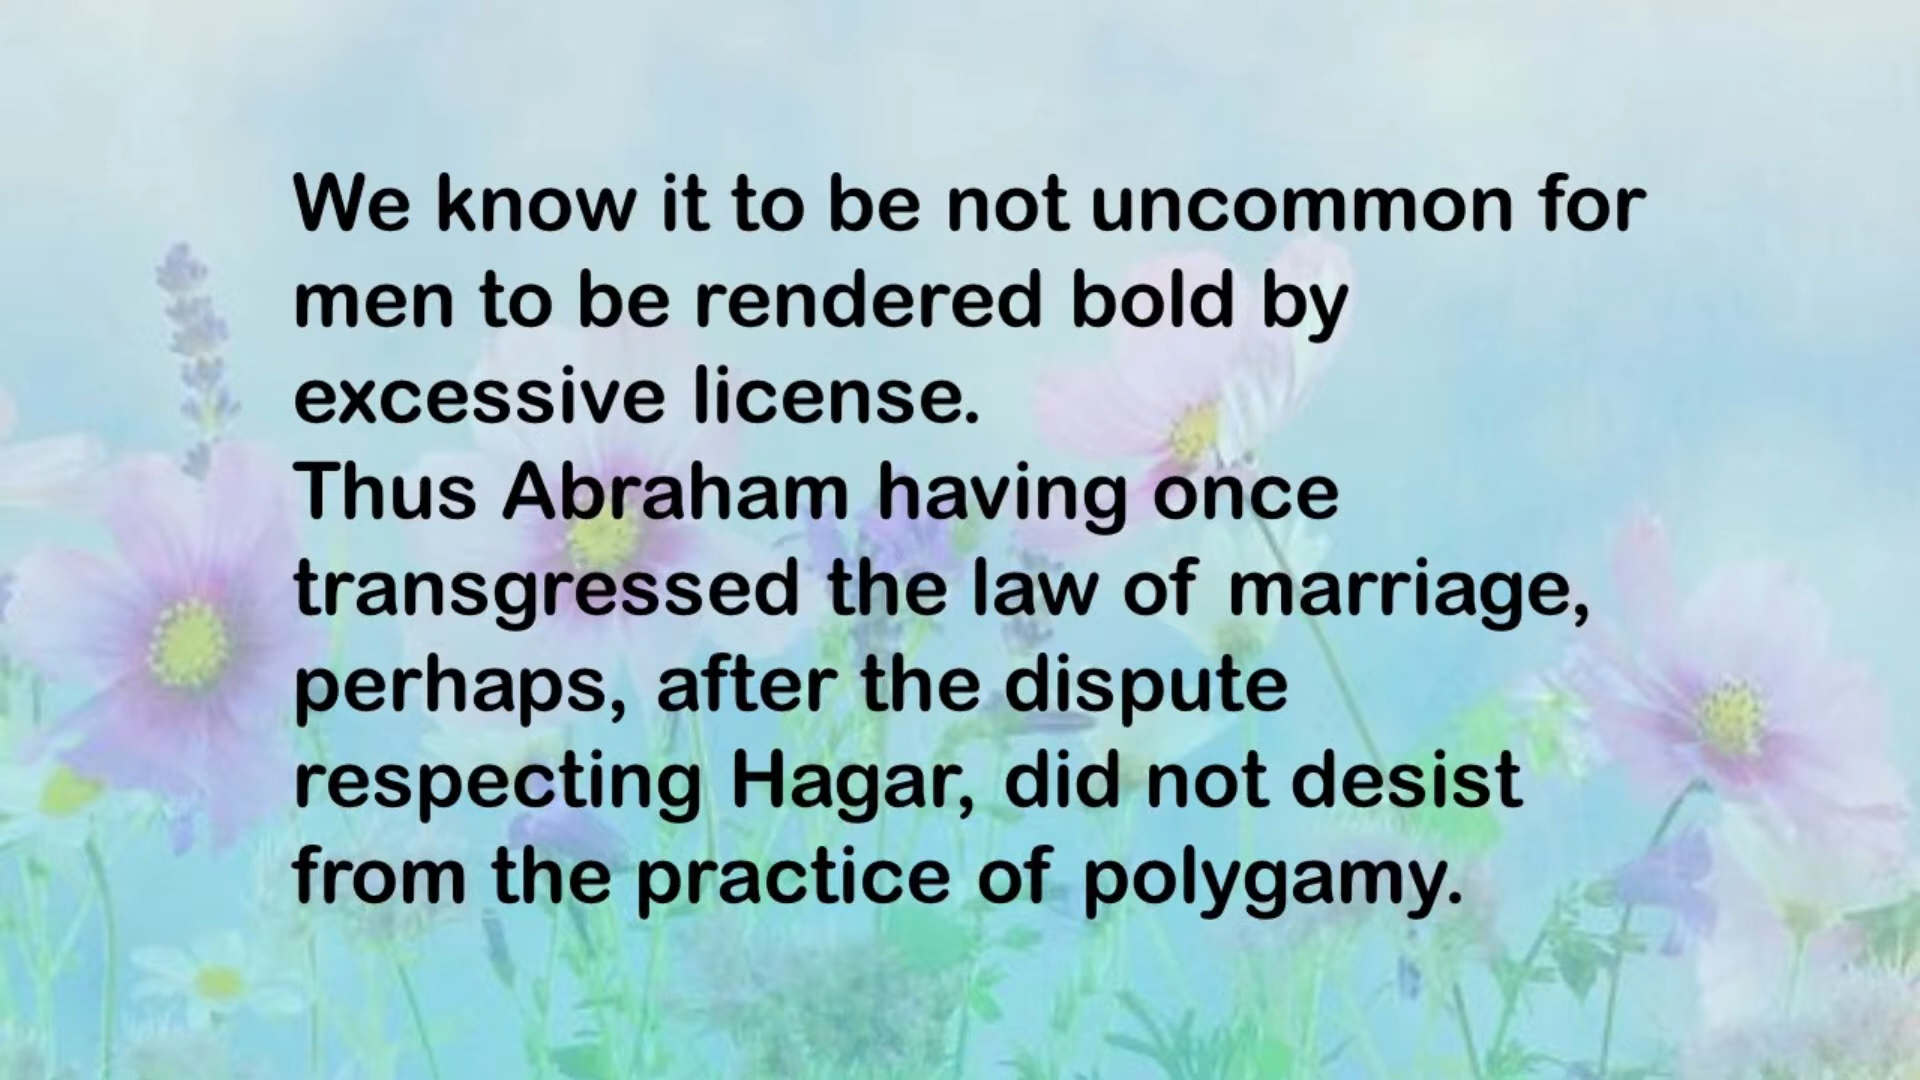 We know it to be not uncommon for
men to be rendered bold by
excessive license.
Thus Abraham having once
transgressed the law of marriage,
perhaps, after the dispute
respecting Hagar, did not desist
from the practice of polygamy.